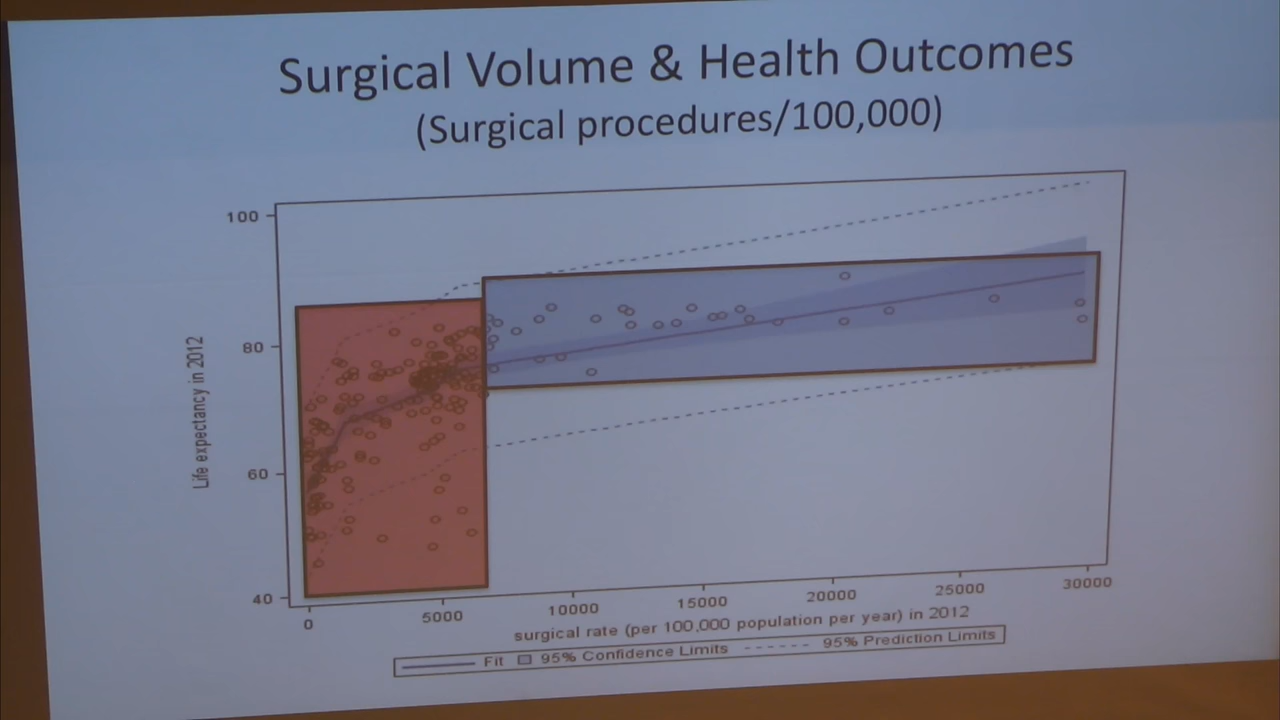 Surgical Volume & Health Outcomes
(Surgical procedures/100,000)
100
80
60
40
Life expectancy in 2012
0
5000
10000
15000
20000
25000
30000
surgical rate (per 100,000 population per year) in 2012
Fit
95% Confidence Limits
95% Prediction Limits